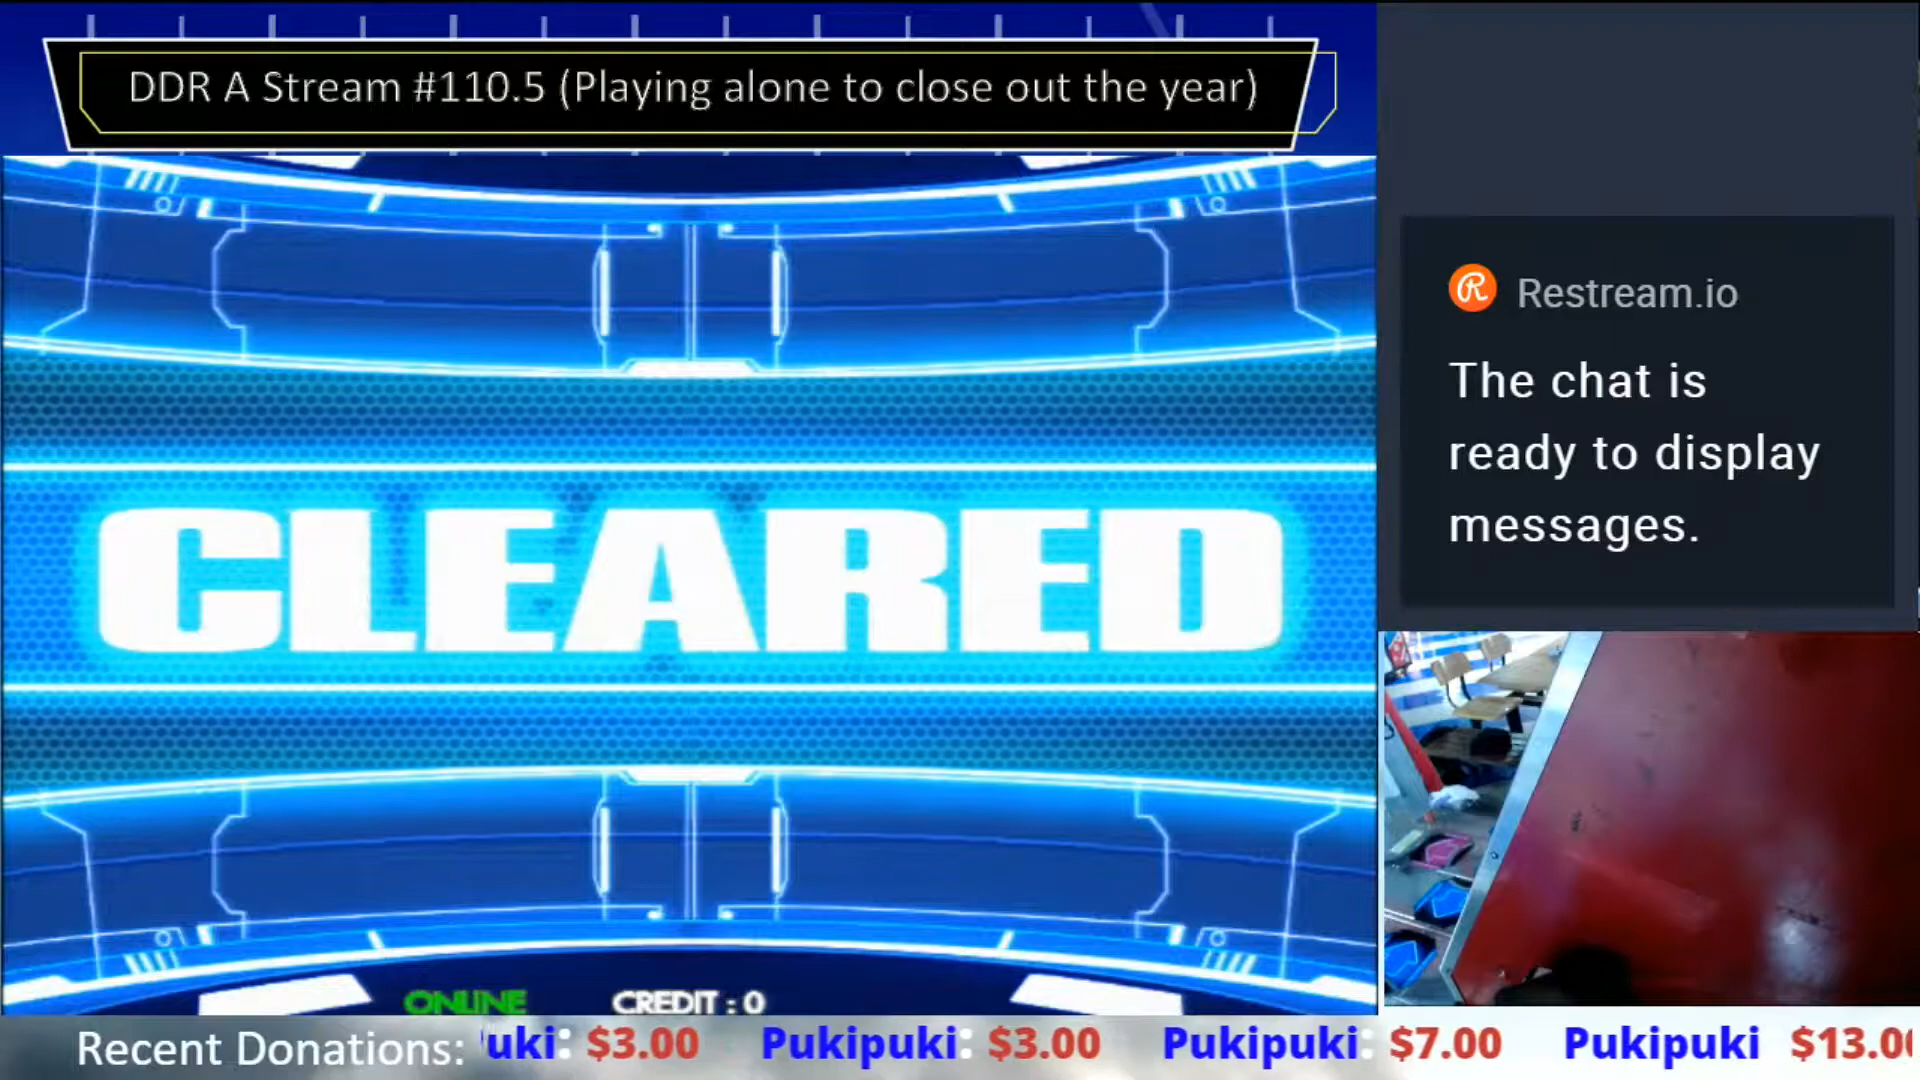 DDR A Stream #110.5 (Playing alone to close out the year)
Restream.io
The chat is
ready to display
messages.
CLEARED
ONLINE CREDIT : 0
Recent Donations: uki: $3.00 Pukipuki: $3.00 Pukipuki: $7.00 Pukipuki $13.00